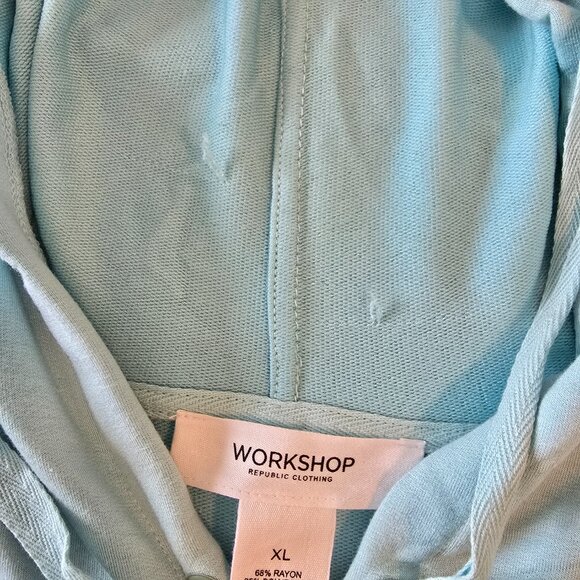 WORKSHOP
REPUBLIC CLOTHING
XL
68% RAYON